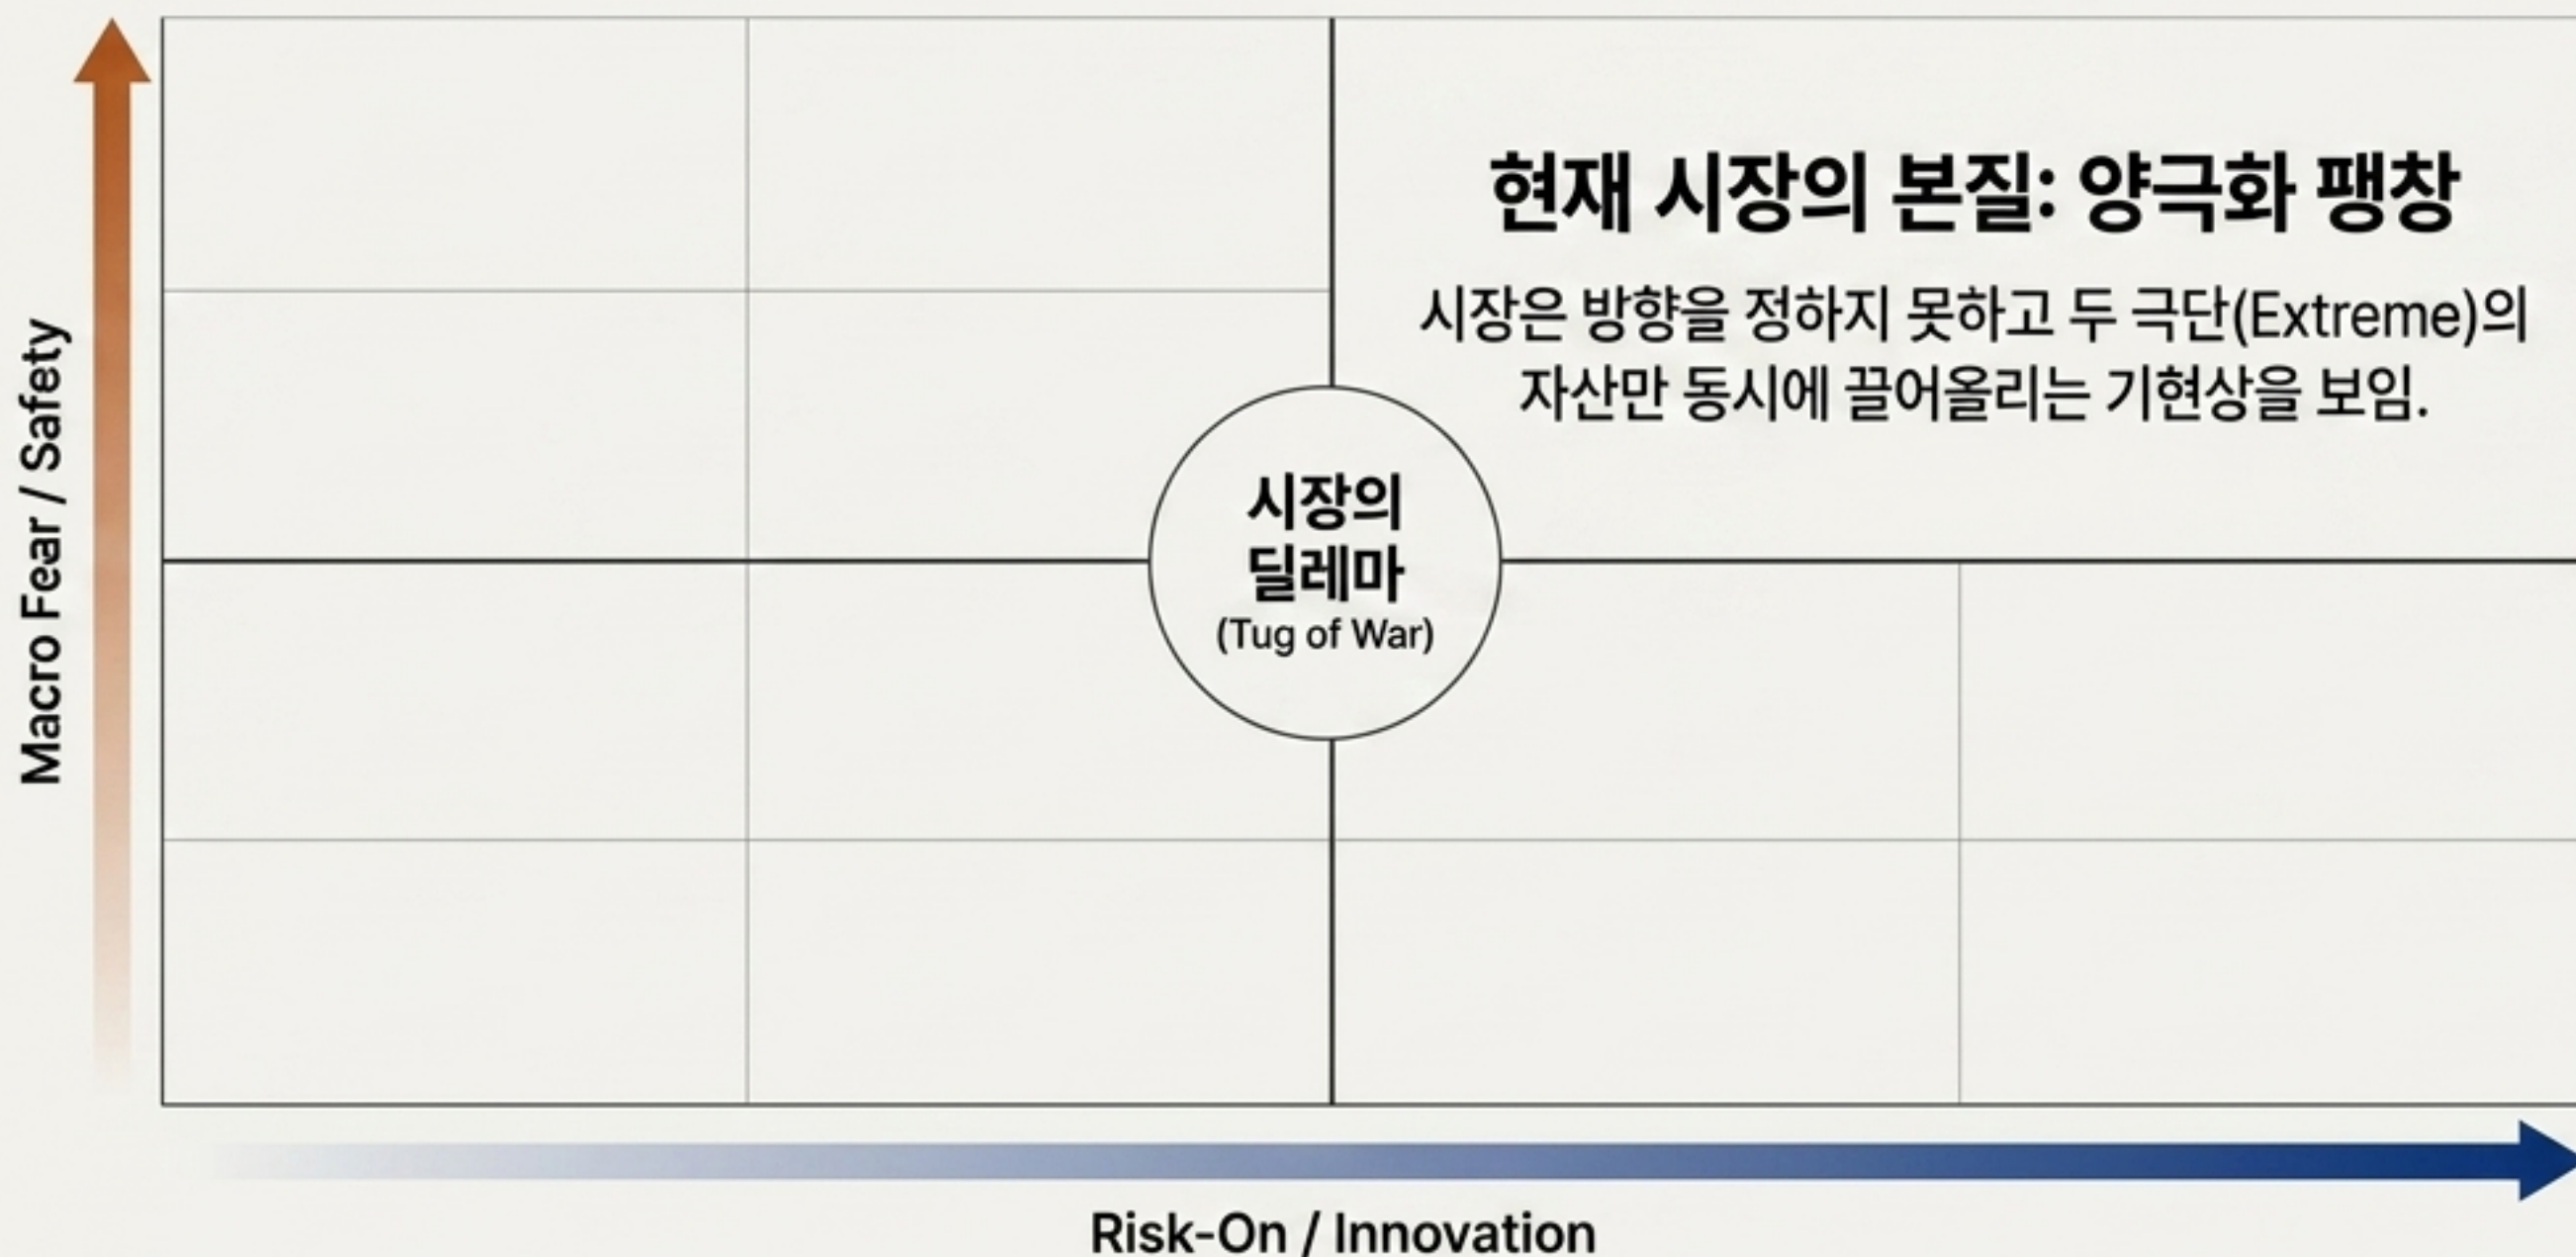 Macro Fear / Safety
현재 시장의 본질: 양극화 팽창
시장은 방향을 정하지 못하고 두 극단(Extreme)의
자산만 동시에 끌어올리는 기현상을 보임.
시장의
딜레마
(Tug of War)
Risk-On / Innovation